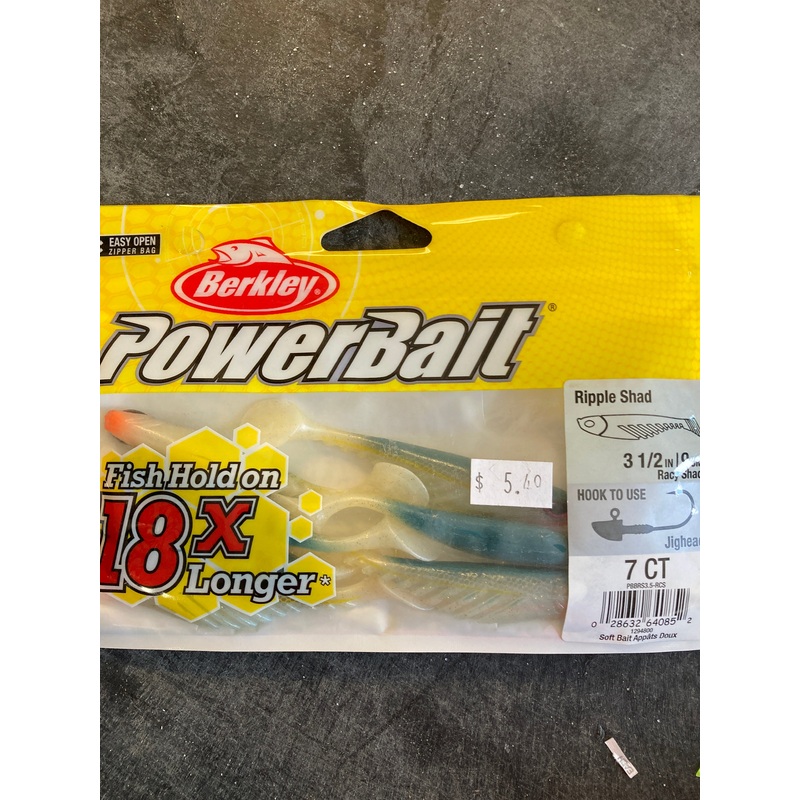 EASY OPEN
ZIPPER BAG
Berkley®
PowerBait®
Ripple Shad
3 1/2 IN
HOOK TO USE
Fish Hold on
18x
Longer*
$ 5.40
7 CT
PBBRS3.5-RCS
0 28632 64085 2
1294800
Soft Bait Appâts Doux